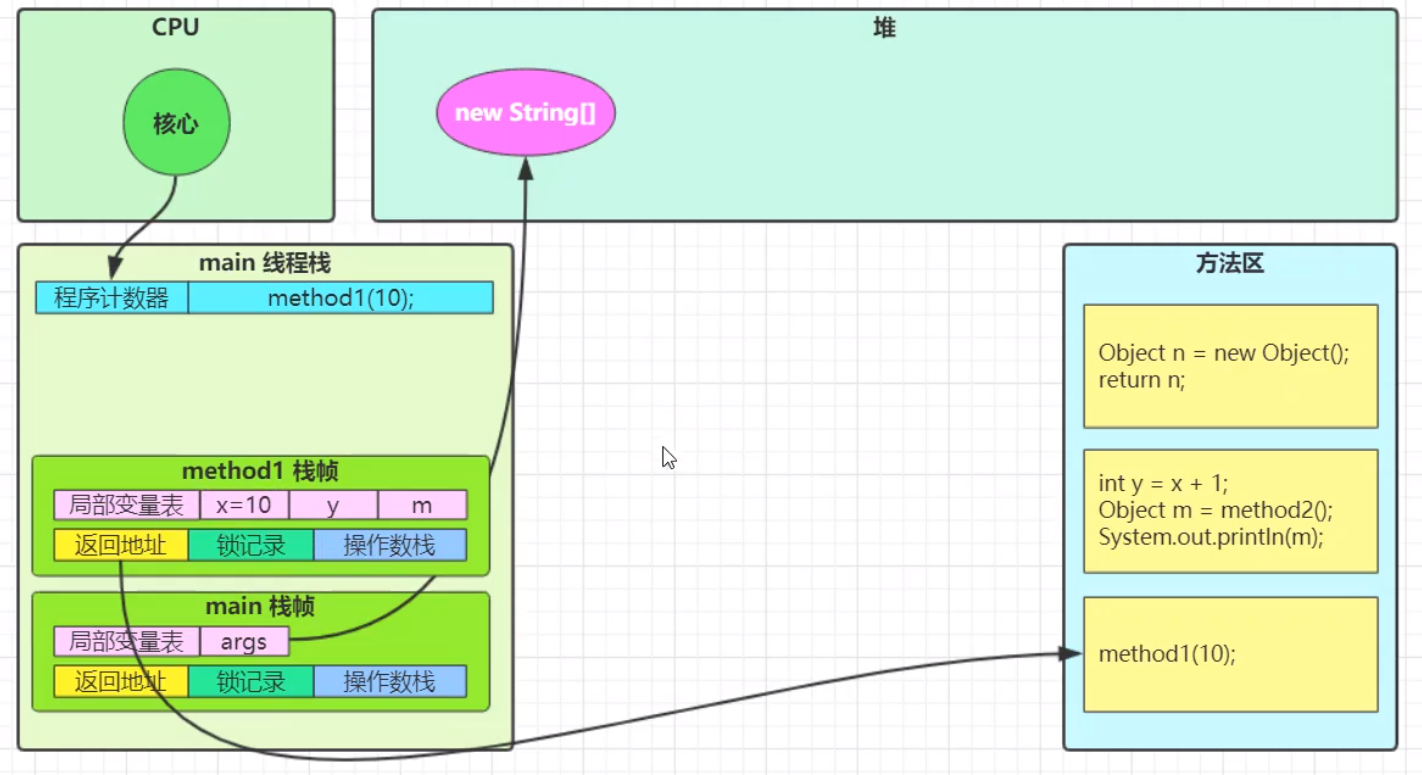 CPU
核心
堆
new String[]
main 线程栈
程序计数器 method1(10);
method1 栈帧
局部变量表 x=10 y m
返回地址 锁记录 操作数栈
main 栈帧
局部变量表 args
返回地址 锁记录 操作数栈
方法区
Object n = new Object();
return n;
int y = x + 1;
Object m = method2();
System.out.println(m);
method1(10);